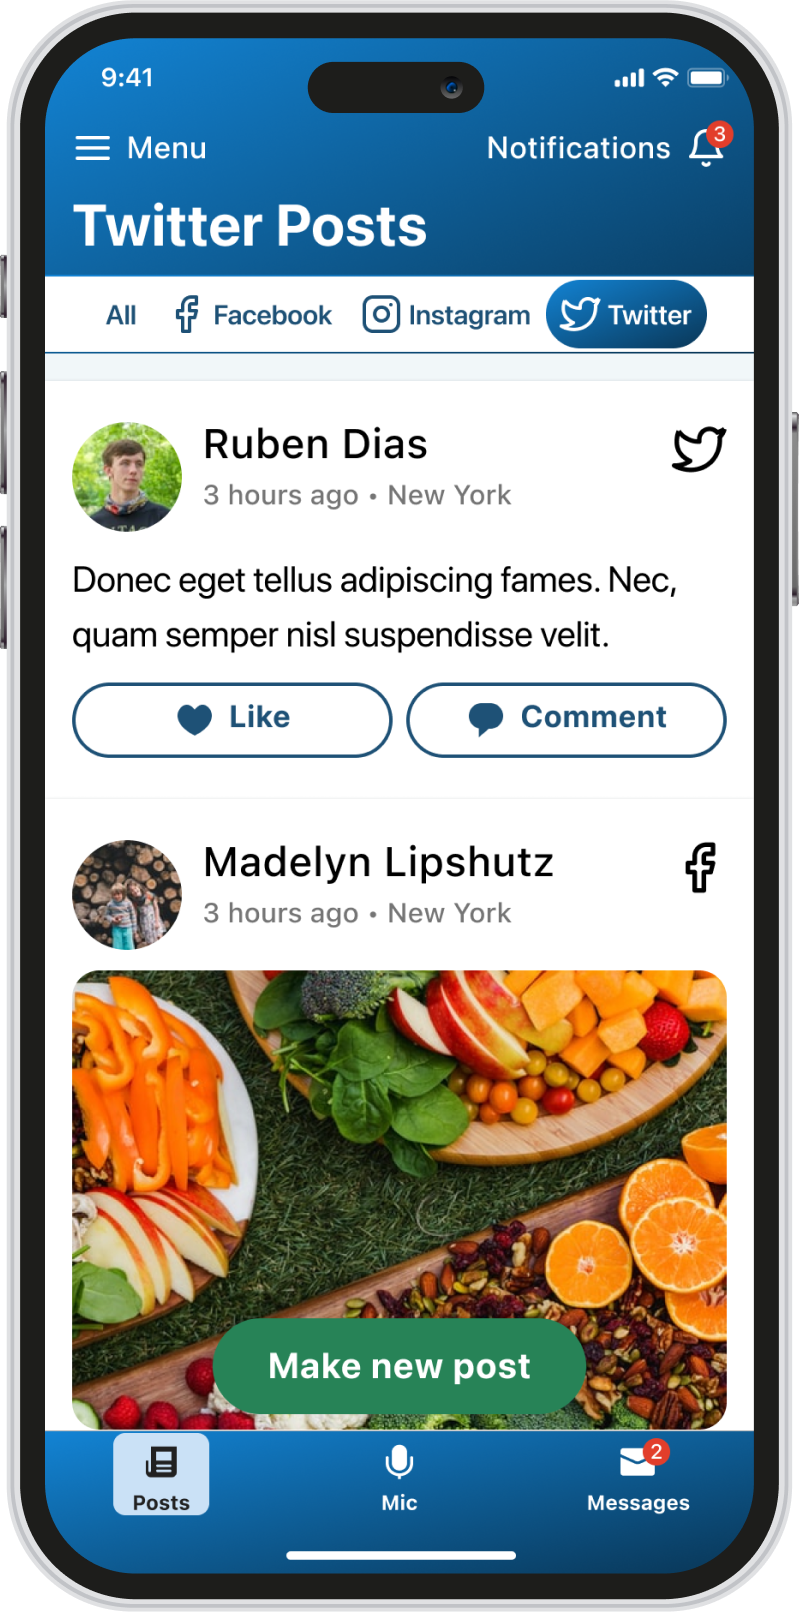 9:41
Menu
Notifications 3
Twitter Posts
All Facebook Instagram Twitter
Ruben Dias
3 hours ago • New York
Donec eget tellus adipiscing fames. Nec,
quam semper nisl suspendisse velit.
Like Comment
Madelyn Lipshutz
3 hours ago • New York
Make new post
2
Posts Mic Messages